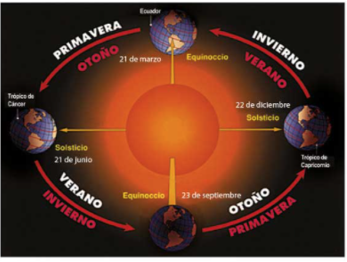 Ecuador
PRIMAVERA
OTOÑO
INVIERNO
VERANO
21 de marzo
Equinoccio
Trópico de
Cáncer
22 de diciembre
Solsticio
Solsticio
21 de junio
Trópico de
Capricornio
VERANO
INVIERNO
Equinoccio
23 de septiembre
OTOÑO
PRIMAVERA